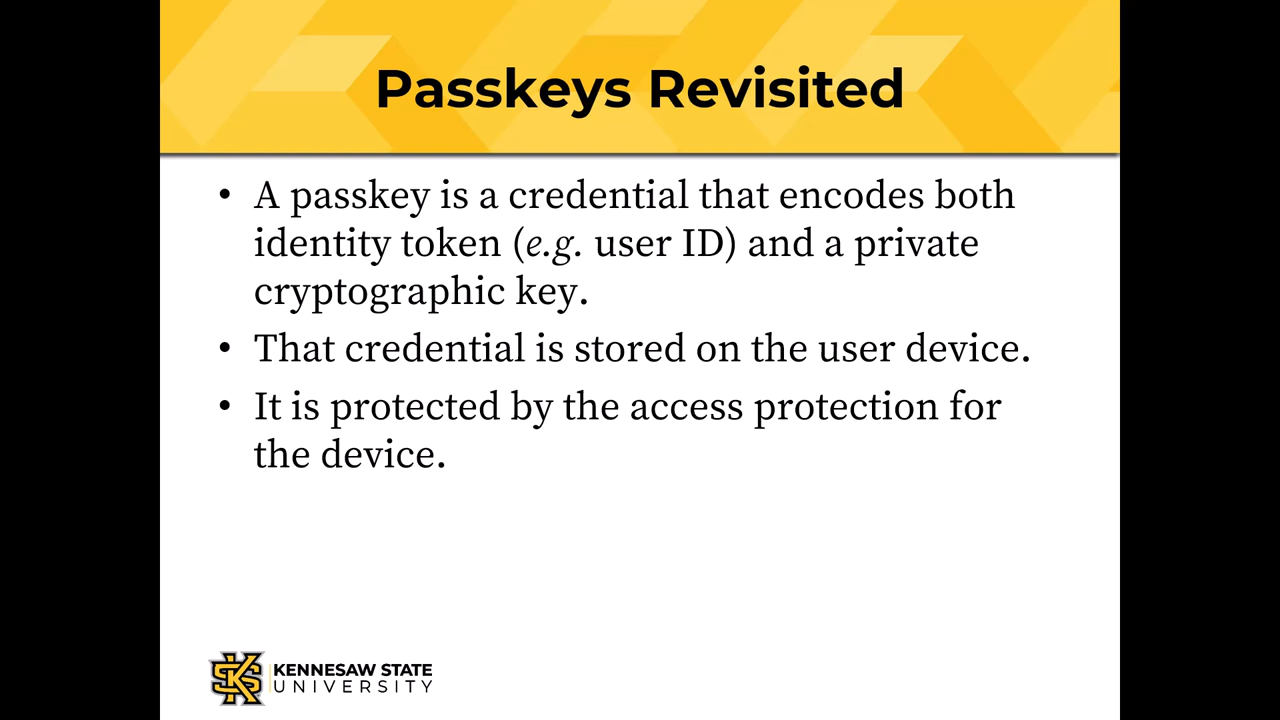 Passkeys Revisited
• A passkey is a credential that encodes both
identity token (e.g. user ID) and a private
cryptographic key.
• That credential is stored on the user device.
• It is protected by the access protection for
the device.
KENNESAW STATE
UNIVERSITY